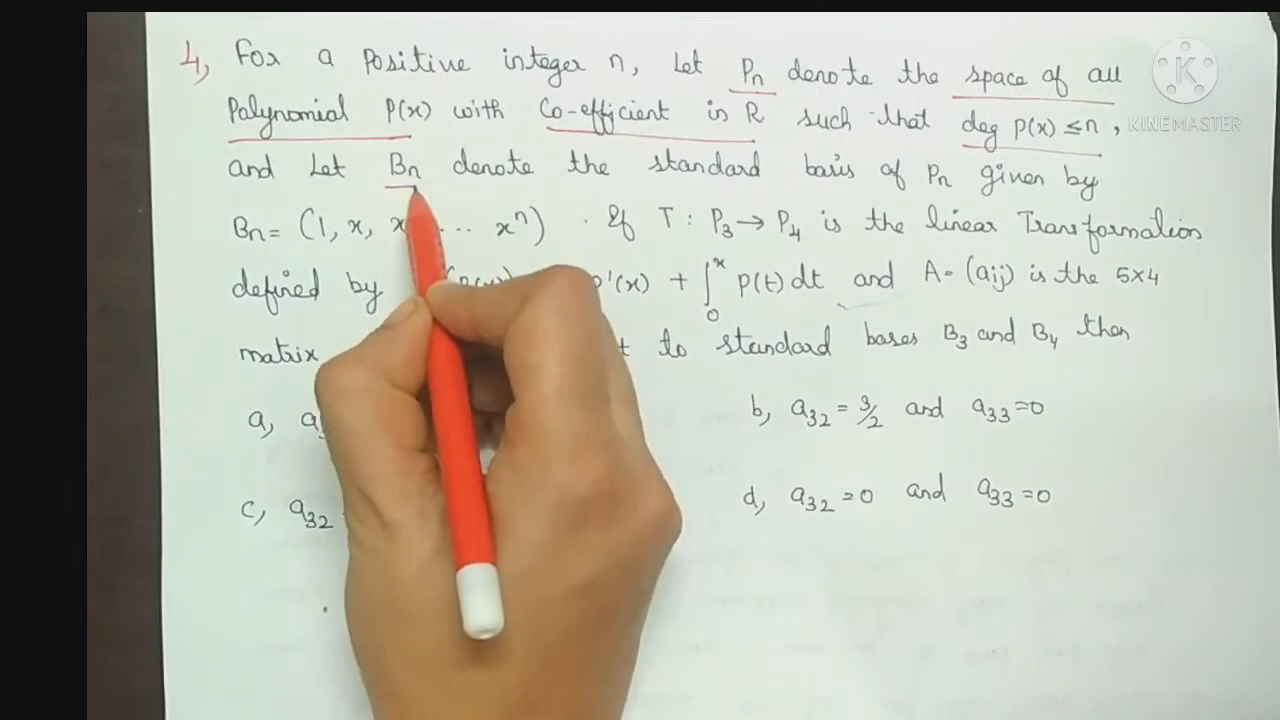 4, For a Positive integer n, Let Pn denote the space of all
Palynomial P(x) with Co-efficient in R such that deg P(x) ≤ n,
and Let Bn denote the standard basis of Pn given by
Bn = (1, x, x ... xⁿ) . If T : P₃ → P₄ is the linear Transformation
defined by (p(x) p'(x) + ∫₀ˣ P(t) dt and A = (aij) is the 5×4
matrix to standard bases B₃ and B₄ then
a, b, a₃₂ = 3/2 and a₃₃ = 0
c, a₃₂ d, a₃₂ = 0 and a₃₃ = 0
K
KINEMASTER